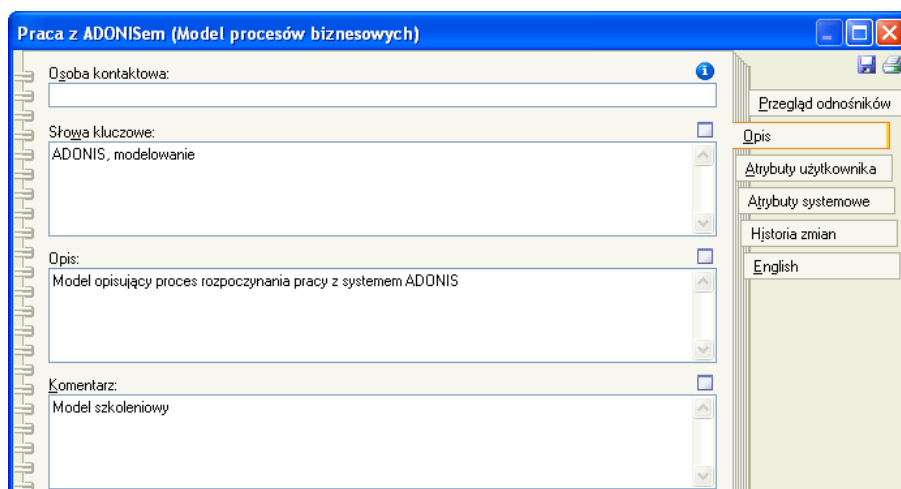 Praca z ADONISem (Model procesów biznesowych)
Osoba kontaktowa:
Słowa kluczowe:
ADONIS, modelowanie
Opis:
Model opisujący proces rozpoczynania pracy z systemem ADONIS
Komentarz:
Model szkoleniowy
Przegląd odnośników
Opis
Atrybuty użytkownika
Atrybuty systemowe
Historia zmian
English